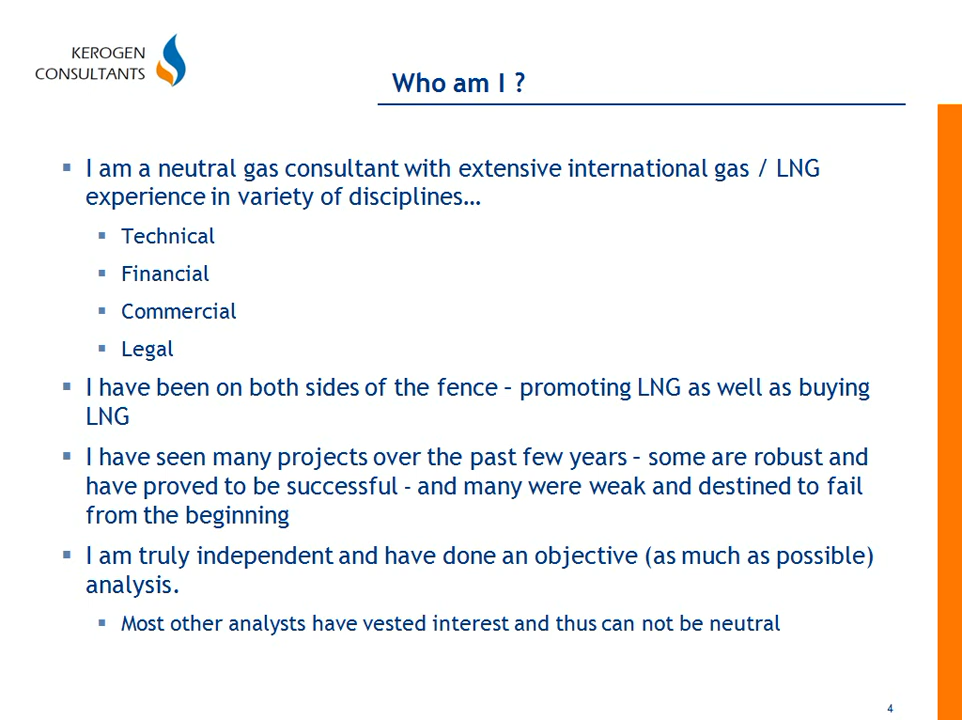 KEROGEN
CONSULTANTS
Who am I ?
▪ I am a neutral gas consultant with extensive international gas / LNG
experience in variety of disciplines…
▪ Technical
▪ Financial
▪ Commercial
▪ Legal
▪ I have been on both sides of the fence – promoting LNG as well as buying
LNG
▪ I have seen many projects over the past few years – some are robust and
have proved to be successful - and many were weak and destined to fail
from the beginning
▪ I am truly independent and have done an objective (as much as possible)
analysis.
▪ Most other analysts have vested interest and thus can not be neutral
4